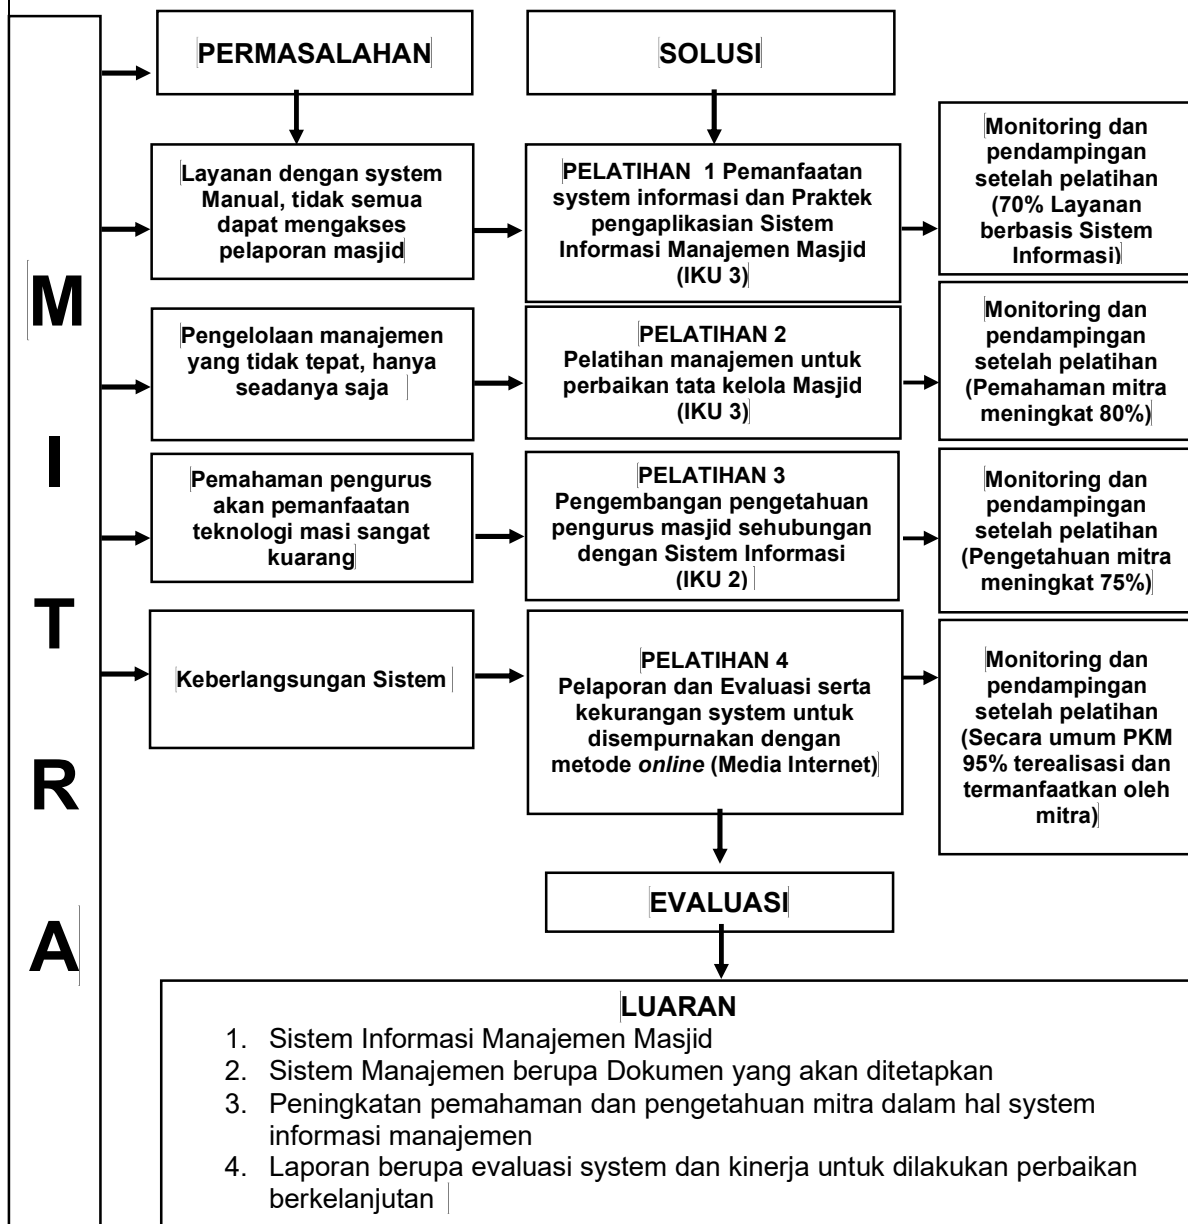 MITRA
PERMASALAHAN
SOLUSI
Layanan dengan system
Manual, tidak semua
dapat mengakses
pelaporan masjid
PELATIHAN 1 Pemanfaatan
system informasi dan Praktek
pengaplikasian Sistem
Informasi Manajemen Masjid
(IKU 3)
Monitoring dan
pendampingan
setelah pelatihan
(70% Layanan
berbasis Sistem
Informasi)
Pengelolaan manajemen
yang tidak tepat, hanya
seadanya saja
PELATIHAN 2
Pelatihan manajemen untuk
perbaikan tata kelola Masjid
(IKU 3)
Monitoring dan
pendampingan
setelah pelatihan
(Pemahaman mitra
meningkat 80%)
Pemahaman pengurus
akan pemanfaatan
teknologi masi sangat
kuarang
PELATIHAN 3
Pengembangan pengetahuan
pengurus masjid sehubungan
dengan Sistem Informasi
(IKU 2)
Monitoring dan
pendampingan
setelah pelatihan
(Pengetahuan mitra
meningkat 75%)
Keberlangsungan Sistem
PELATIHAN 4
Pelaporan dan Evaluasi serta
kekurangan system untuk
disempurnakan dengan
metode online (Media Internet)
Monitoring dan
pendampingan
setelah pelatihan
(Secara umum PKM
95% terealisasi dan
termanfaatkan oleh
mitra)
EVALUASI
LUARAN
1. Sistem Informasi Manajemen Masjid
2. Sistem Manajemen berupa Dokumen yang akan ditetapkan
3. Peningkatan pemahaman dan pengetahuan mitra dalam hal system
informasi manajemen
4. Laporan berupa evaluasi system dan kinerja untuk dilakukan perbaikan
berkelanjutan